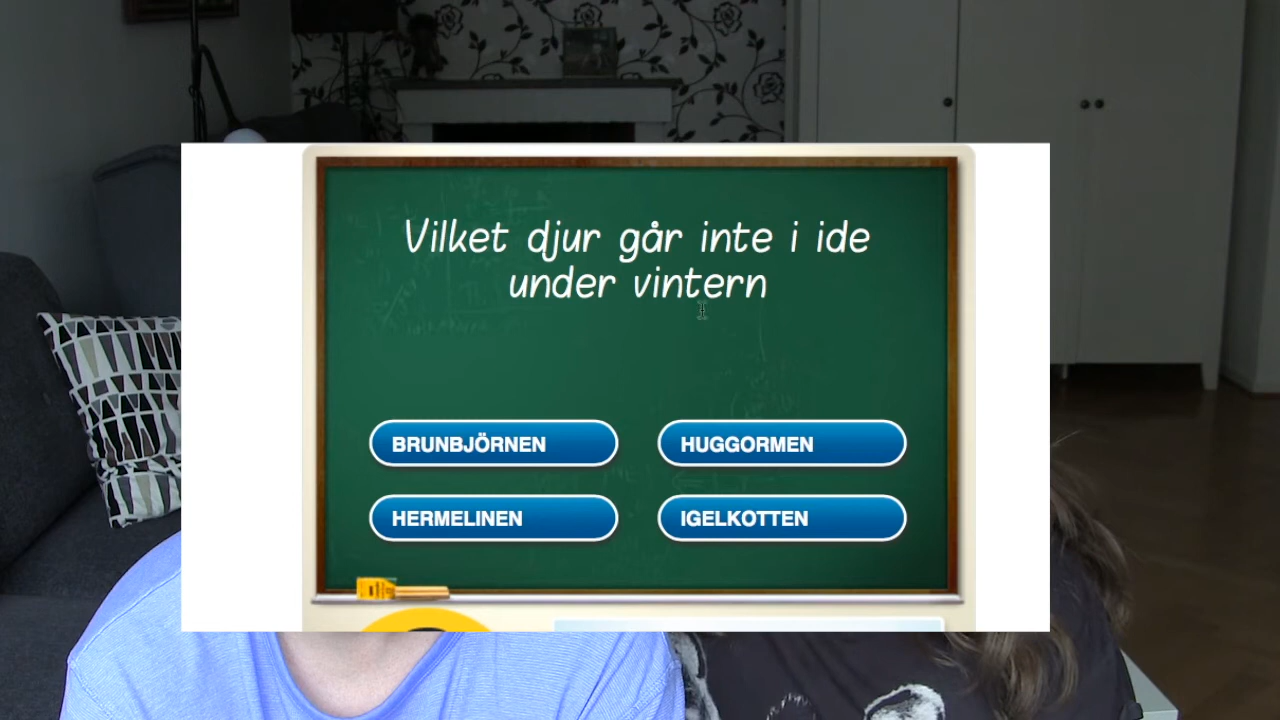 Vilket djur går inte i ide
under vintern
BRUNBJÖRNEN
HUGGORMEN
HERMELINEN
IGELKOTTEN